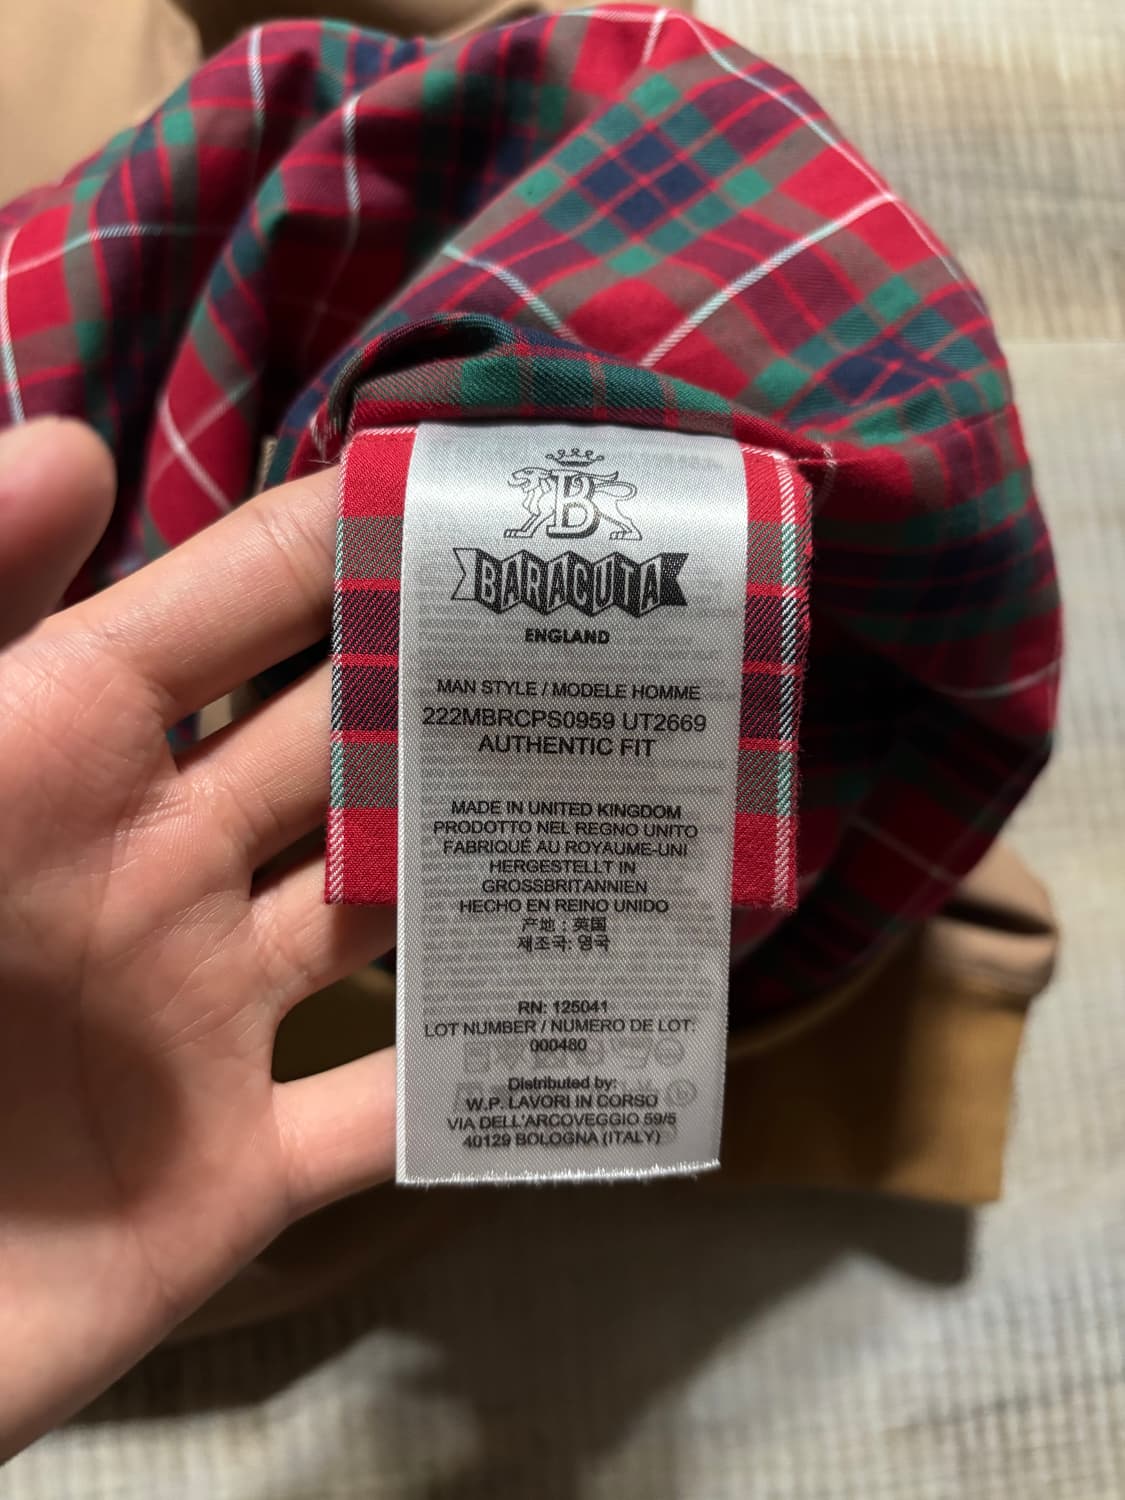 B
BARACUTA
ENGLAND
MAN STYLE / MODELE HOMME
222MBRCPS0959 UT2669
AUTHENTIC FIT
MADE IN UNITED KINGDOM
PRODOTTO NEL REGNO UNITO
FABRIQUÉ AU ROYAUME-UNI
HERGESTELLT IN
GROSSBRITANNIEN
HECHO EN REINO UNIDO
产地：英国
제조국: 영국
RN: 125041
LOT NUMBER / NUMERO DE LOT:
000480
Distributed by:
W.P. LAVORI IN CORSO
VIA DELL'ARCOVEGGIO 59/5
40129 BOLOGNA (ITALY)